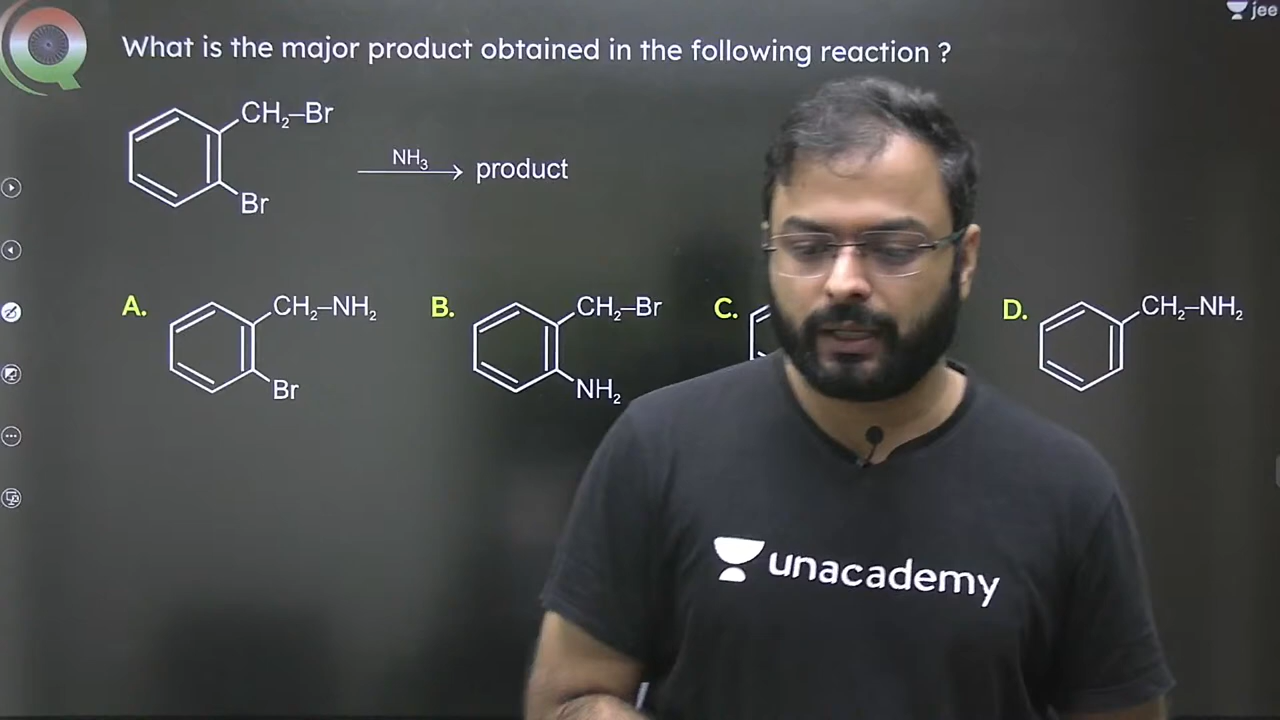 jee
What is the major product obtained in the following reaction ?
CH₂–Br
NH₃
product
Br
A.
CH₂–NH₂
Br
B.
CH₂–Br
NH₂
C.
D.
CH₂–NH₂
unacademy